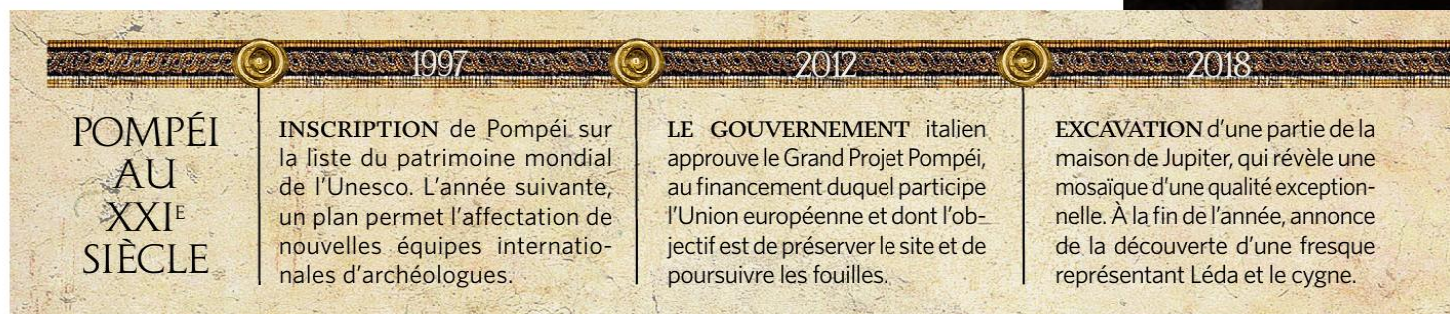 POMPÉI
AU
XXIE
SIÈCLE
1997
INSCRIPTION de Pompéi sur
la liste du patrimoine mondial
de l'Unesco. L'année suivante,
un plan permet l'affectation de
nouvelles équipes internatio-
nales d'archéologues.
2012
LE GOUVERNEMENT italien
approuve le Grand Projet Pompéi,
au financement duquel participe
l'Union européenne et dont l'ob-
jectif est de préserver le site et de
poursuivre les fouilles.
2018
EXCAVATION d'une partie de la
maison de Jupiter, qui révèle une
mosaïque d'une qualité exception-
nelle. À la fin de l'année, annonce
de la découverte d'une fresque
représentant Léda et le cygne.